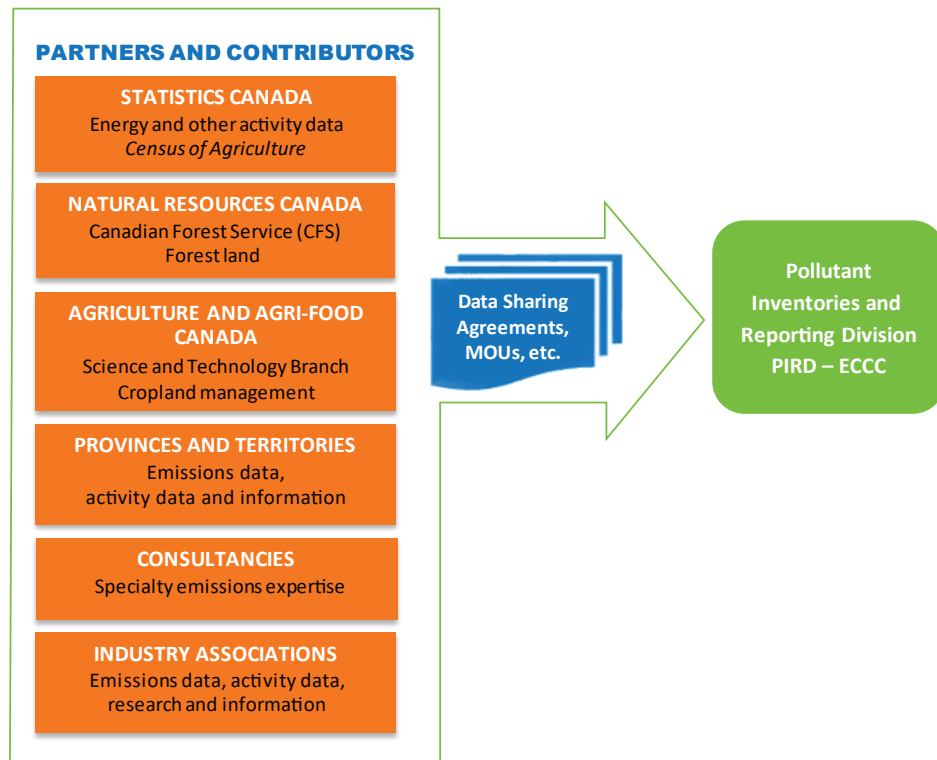 PARTNERS AND CONTRIBUTORS
STATISTICS CANADA
Energy and other activity data
Census of Agriculture
NATURAL RESOURCES CANADA
Canadian Forest Service (CFS)
Forest land
AGRICULTURE AND AGRI-FOOD
CANADA
Science and Technology Branch
Cropland management
PROVINCES AND TERRITORIES
Emissions data,
activity data and information
CONSULTANCIES
Specialty emissions expertise
INDUSTRY ASSOCIATIONS
Emissions data, activity data,
research and information
Data Sharing
Agreements,
MOUs, etc.
Pollutant
Inventories and
Reporting Division
PIRD – ECCC